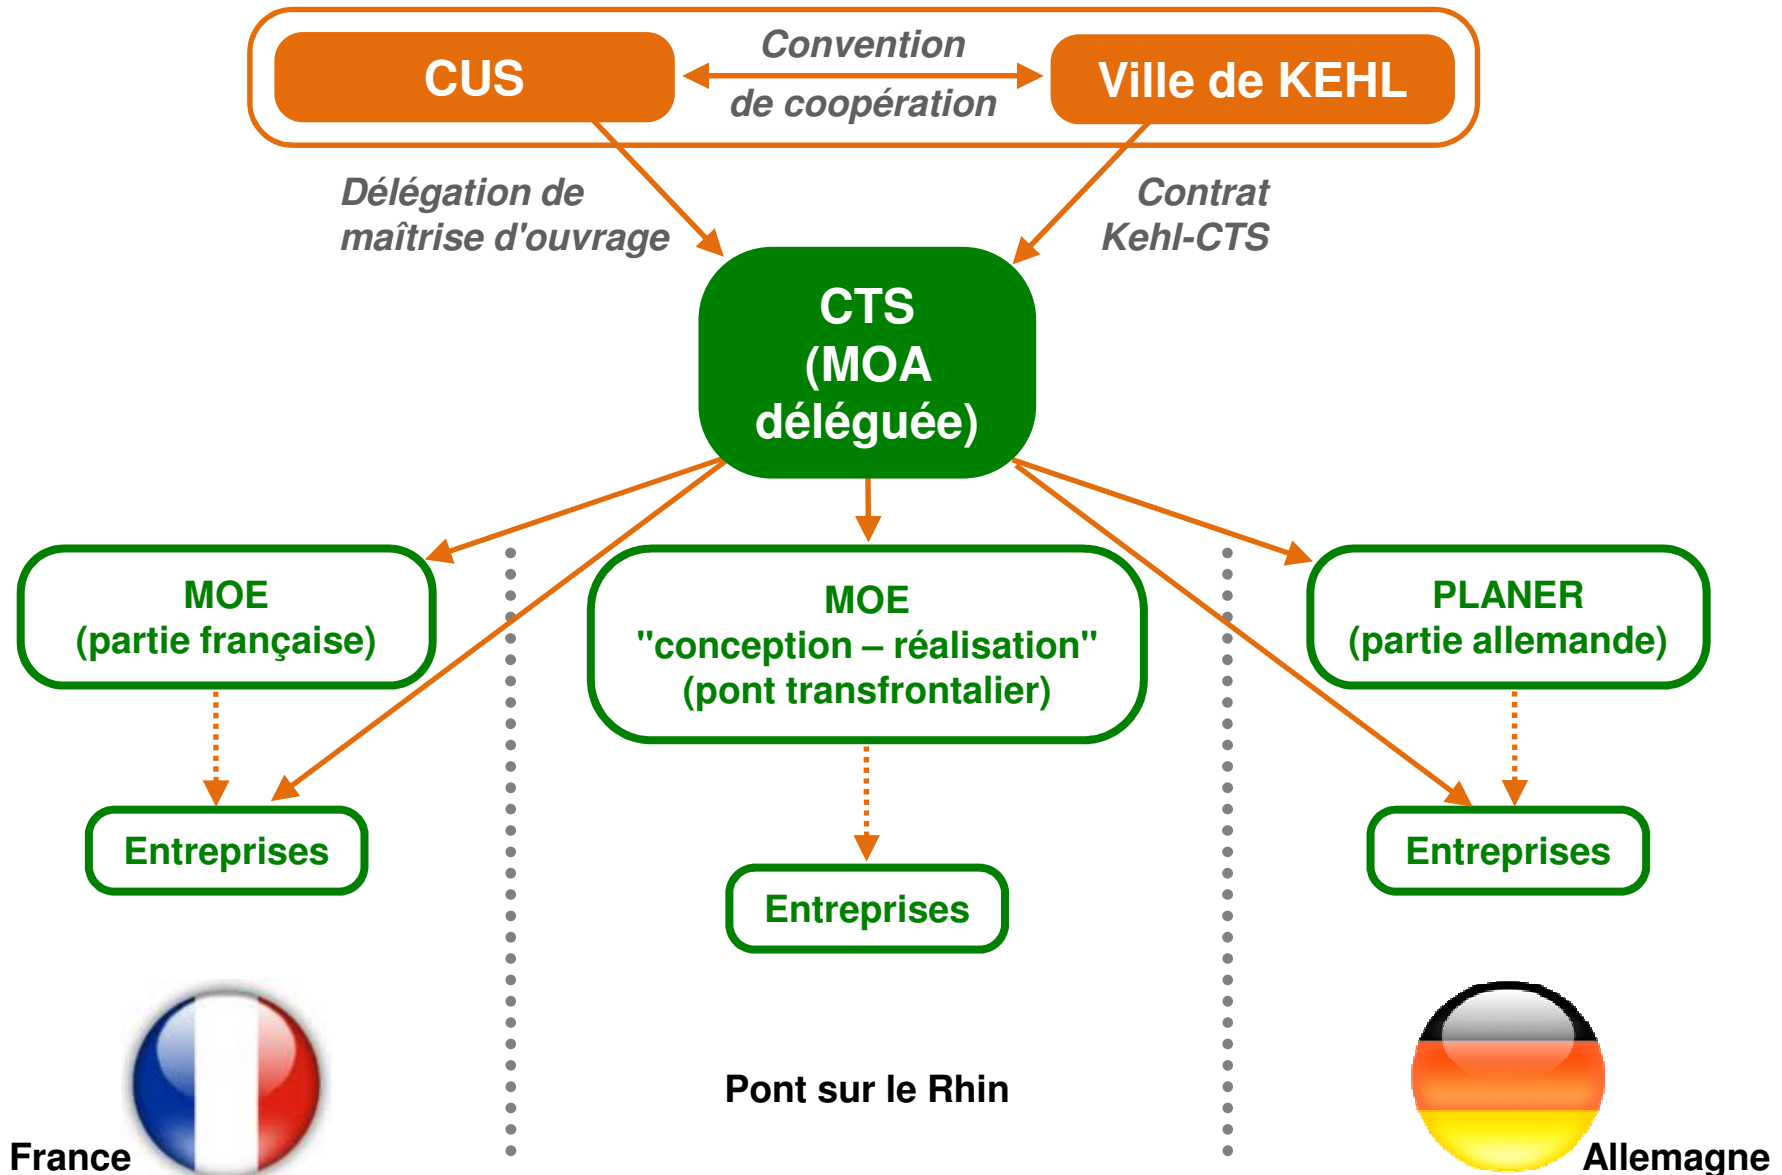 CUS
Convention
de coopération
Ville de KEHL
Délégation de
maîtrise d'ouvrage
Contrat
Kehl-CTS
CTS
(MOA
déléguée)
MOE
(partie française)
MOE
"conception – réalisation"
(pont transfrontalier)
PLANER
(partie allemande)
Entreprises
Entreprises
Entreprises
Pont sur le Rhin
France
Allemagne